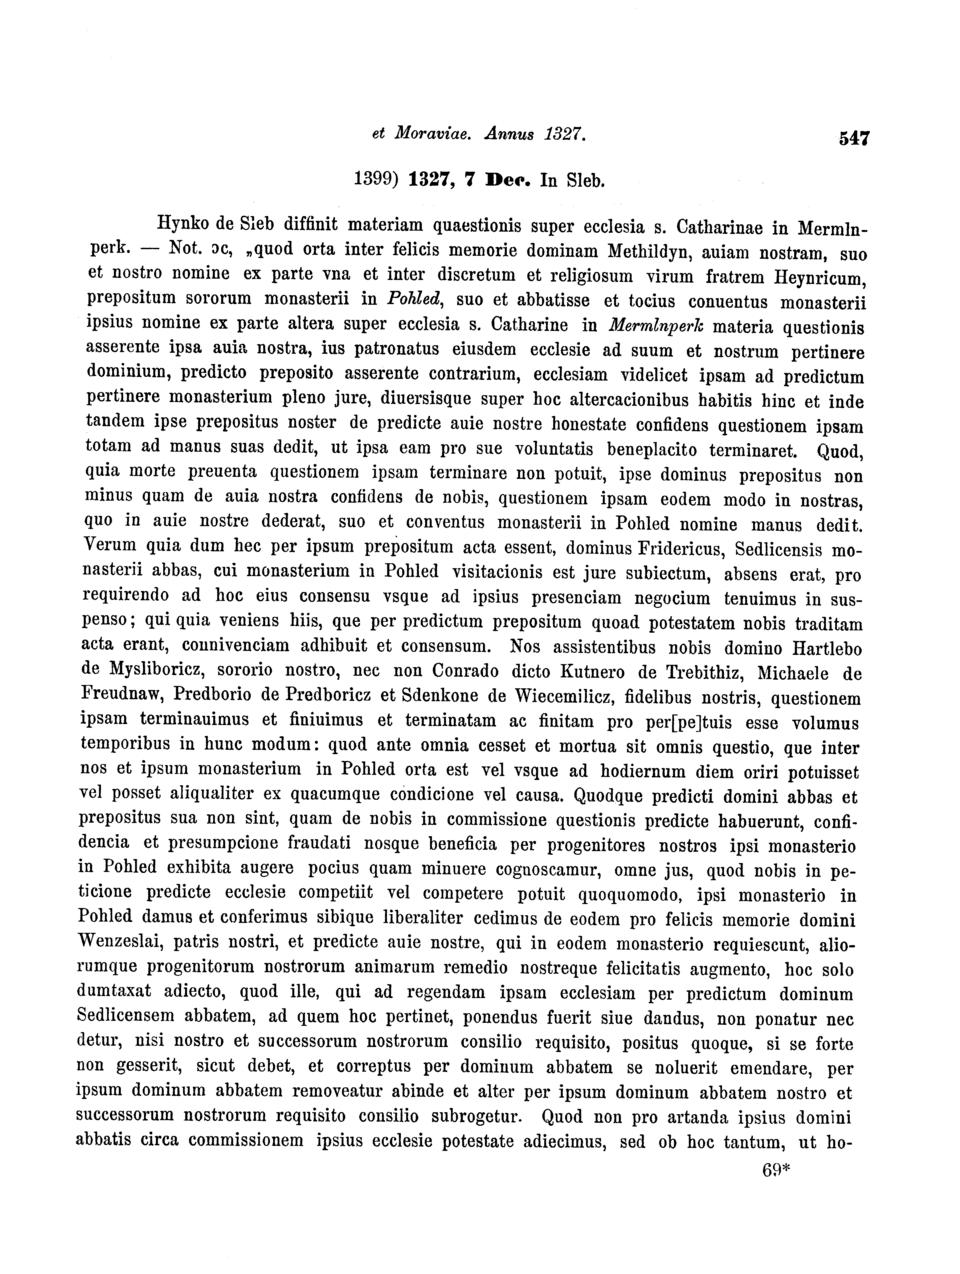 et Moraviae. Annus 1327.
547
1399) 1327, 7 Dec. In Sleb.
Hynko de Sleb diffinit materiam quaestionis super ecclesia s. Catharinae in Mermln-
perk. — Not. ɔc, „quod orta inter felicis memorie dominam Methildyn, auiam nostram, suo
et nostro nomine ex parte vna et inter discretum et religiosum virum fratrem Heynricum,
prepositum sororum monasterii in Pohled, suo et abbatisse et tocius conuentus monasterii
ipsius nomine ex parte altera super ecclesia s. Catharine in Mermlnperk materia questionis
asserente ipsa auia nostra, ius patronatus eiusdem ecclesie ad suum et nostrum pertinere
dominium, predicto preposito asserente contrarium, ecclesiam videlicet ipsam ad predictum
pertinere monasterium pleno jure, diuersisque super hoc altercacionibus habitis hinc et inde
tandem ipse prepositus noster de predicte auie nostre honestate confidens questionem ipsam
totam ad manus suas dedit, ut ipsa eam pro sue voluntatis beneplacito terminaret. Quod,
quia morte preuenta questionem ipsam terminare non potuit, ipse dominus prepositus non
minus quam de auia nostra confidens de nobis, questionem ipsam eodem modo in nostras,
quo in auie nostre dederat, suo et conventus monasterii in Pohled nomine manus dedit.
Verum quia dum hec per ipsum prepositum acta essent, dominus Fridericus, Sedlicensis mo-
nasterii abbas, cui monasterium in Pohled visitacionis est jure subiectum, absens erat, pro
requirendo ad hoc eius consensu vsque ad ipsius presenciam negocium tenuimus in sus-
penso; qui quia veniens hiis, que per predictum prepositum quoad potestatem nobis traditam
acta erant, connivenciam adhibuit et consensum. Nos assistentibus nobis domino Hartlebo
de Mysliboricz, sororio nostro, nec non Conrado dicto Kutnero de Trebithiz, Michaele de
Freudnaw, Predborio de Predboricz et Sdenkone de Wiecemilicz, fidelibus nostris, questionem
ipsam terminauimus et finiuimus et terminatam ac finitam pro per[pe]tuis esse volumus
temporibus in hunc modum: quod ante omnia cesset et mortua sit omnis questio, que inter
nos et ipsum monasterium in Pohled orta est vel vsque ad hodiernum diem oriri potuisset
vel posset aliqualiter ex quacumque condicione vel causa. Quodque predicti domini abbas et
prepositus sua non sint, quam de nobis in commissione questionis predicte habuerunt, confi-
dencia et presumpcione fraudati nosque beneficia per progenitores nostros ipsi monasterio
in Pohled exhibita augere pocius quam minuere cognoscamur, omne jus, quod nobis in pe-
ticione predicte ecclesie competiit vel competere potuit quoquomodo, ipsi monasterio in
Pohled damus et conferimus sibique liberaliter cedimus de eodem pro felicis memorie domini
Wenzeslai, patris nostri, et predicte auie nostre, qui in eodem monasterio requiescunt, alio-
rumque progenitorum nostrorum animarum remedio nostreque felicitatis augmento, hoc solo
dumtaxat adiecto, quod ille, qui ad regendam ipsam ecclesiam per predictum dominum
Sedlicensem abbatem, ad quem hoc pertinet, ponendus fuerit siue dandus, non ponatur nec
detur, nisi nostro et successorum nostrorum consilio requisito, positus quoque, si se forte
non gesserit, sicut debet, et correptus per dominum abbatem se noluerit emendare, per
ipsum dominum abbatem removeatur abinde et alter per ipsum dominum abbatem nostro et
successorum nostrorum requisito consilio subrogetur. Quod non pro artanda ipsius domini
abbatis circa commissionem ipsius ecclesie potestate adiecimus, sed ob hoc tantum, ut ho-
69*